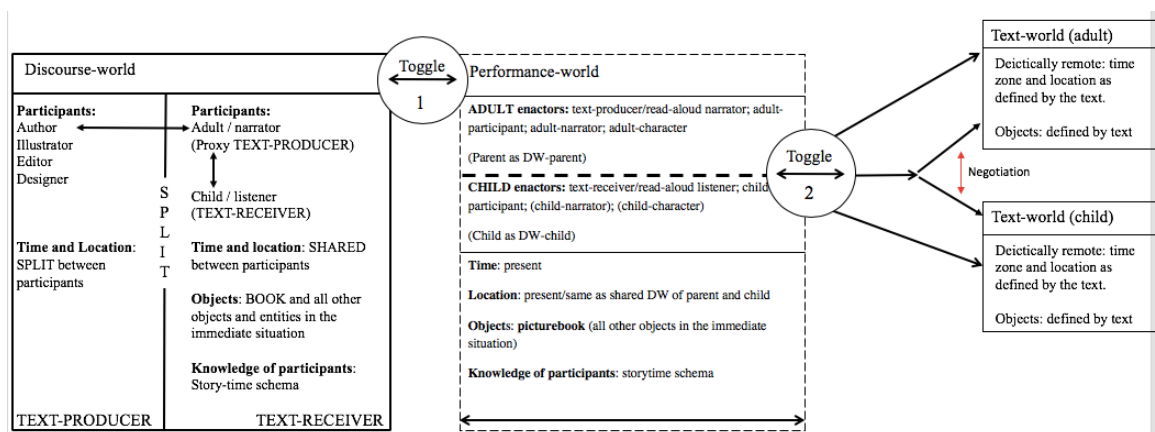 Discourse-world
Participants:
Author
Illustrator
Editor
Designer
Time and Location:
SPLIT between
participants
TEXT-PRODUCER
S
P
L
I
T
Participants:
Adult / narrator
(Proxy TEXT-PRODUCER)
Child / listener
(TEXT-RECEIVER)
Time and location: SHARED
between participants
Objects: BOOK and all other
objects and entities in the
immediate situation
Knowledge of participants:
Story-time schema
TEXT-RECEIVER
Toggle
1
Performance-world
ADULT enactors: text-producer/read-aloud narrator; adult-
participant; adult-narrator; adult-character
(Parent as DW-parent)
CHILD enactors: text-receiver/read-aloud listener; child
participant; (child-narrator); (child-character)
(Child as DW-child)
Time: present
Location: present/same as shared DW of parent and child
Objects: picturebook (all other objects in the immediate
situation)
Knowledge of participants: storytime schema
Toggle
2
Text-world (adult)
Deictically remote: time
zone and location as
defined by the text.
Objects: defined by text
Negotiation
Text-world (child)
Deictically remote: time
zone and location as
defined by the text.
Objects: defined by text